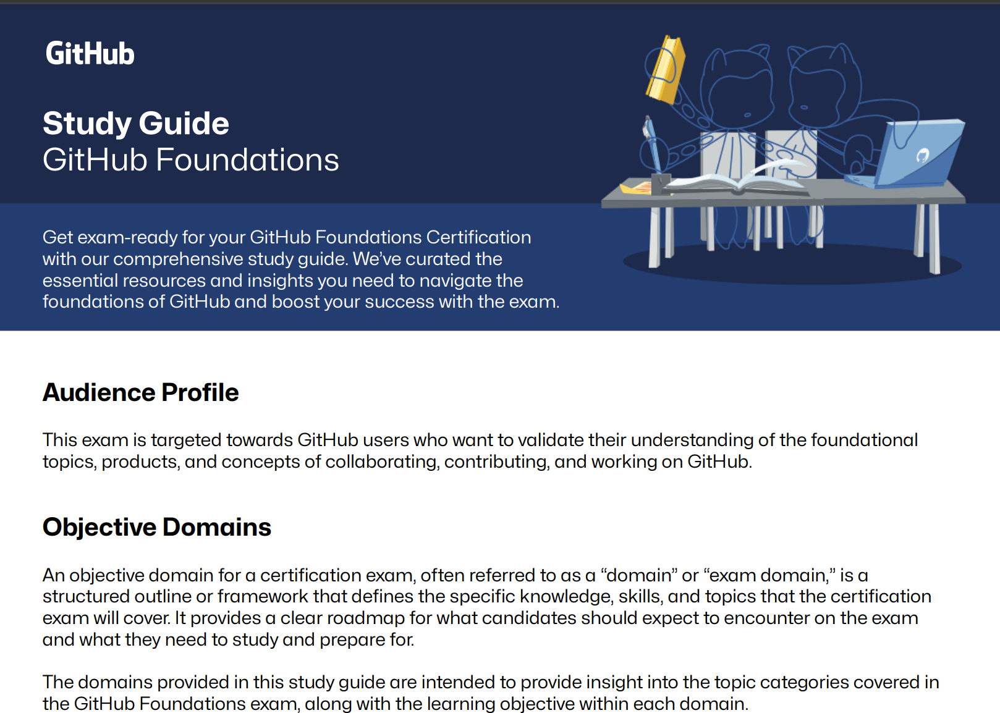 GitHub
Study Guide
GitHub Foundations
Get exam-ready for your GitHub Foundations Certification
with our comprehensive study guide. We’ve curated the
essential resources and insights you need to navigate the
foundations of GitHub and boost your success with the exam.
Audience Profile
This exam is targeted towards GitHub users who want to validate their understanding of the foundational
topics, products, and concepts of collaborating, contributing, and working on GitHub.
Objective Domains
An objective domain for a certification exam, often referred to as a “domain” or “exam domain,” is a
structured outline or framework that defines the specific knowledge, skills, and topics that the certification
exam will cover. It provides a clear roadmap for what candidates should expect to encounter on the exam
and what they need to study and prepare for.
The domains provided in this study guide are intended to provide insight into the topic categories covered in
the GitHub Foundations exam, along with the learning objective within each domain.